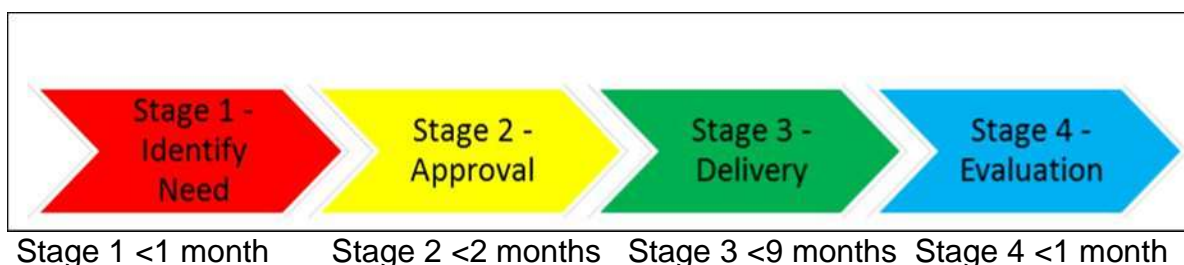 Stage 1 -
Identify
Need
Stage 2 -
Approval
Stage 3 -
Delivery
Stage 4 -
Evaluation
Stage 1 <1 month
Stage 2 <2 months
Stage 3 <9 months
Stage 4 <1 month